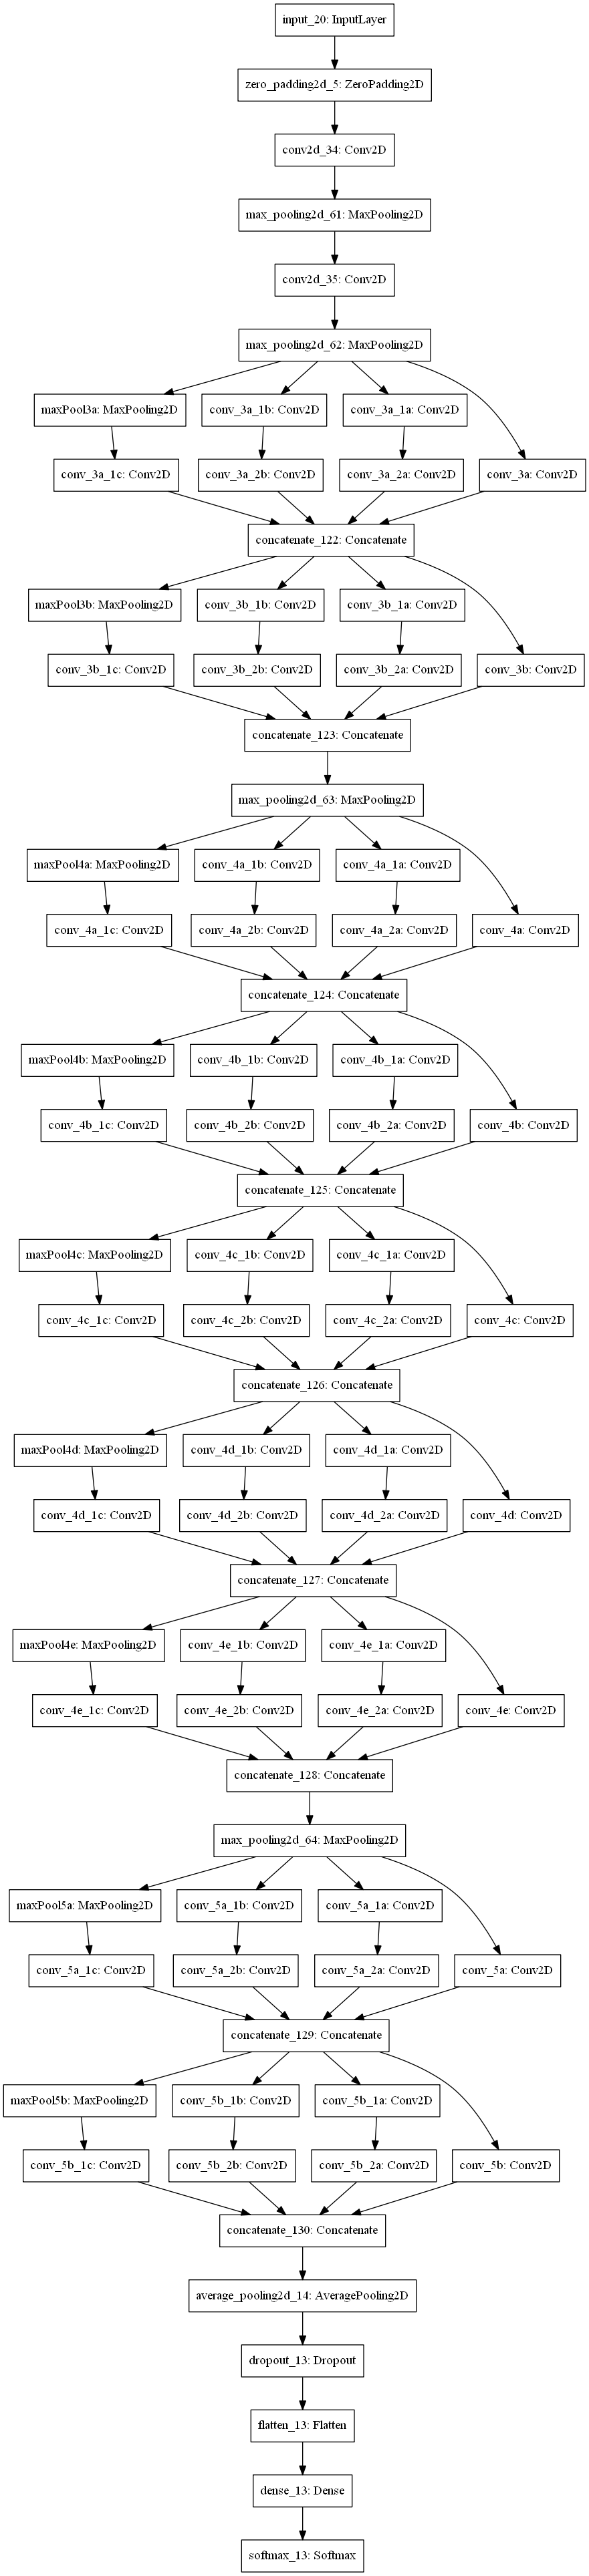 input_20: InputLayer
zero_padding2d_5: ZeroPadding2D
conv2d_34: Conv2D
max_pooling2d_61: MaxPooling2D
conv2d_35: Conv2D
max_pooling2d_62: MaxPooling2D
maxPool3a: MaxPooling2D
conv_3a_1b: Conv2D
conv_3a_1a: Conv2D
conv_3a_1c: Conv2D
conv_3a_2b: Conv2D
conv_3a_2a: Conv2D
conv_3a: Conv2D
concatenate_122: Concatenate
maxPool3b: MaxPooling2D
conv_3b_1b: Conv2D
conv_3b_1a: Conv2D
conv_3b_1c: Conv2D
conv_3b_2b: Conv2D
conv_3b_2a: Conv2D
conv_3b: Conv2D
concatenate_123: Concatenate
max_pooling2d_63: MaxPooling2D
maxPool4a: MaxPooling2D
conv_4a_1b: Conv2D
conv_4a_1a: Conv2D
conv_4a_1c: Conv2D
conv_4a_2b: Conv2D
conv_4a_2a: Conv2D
conv_4a: Conv2D
concatenate_124: Concatenate
maxPool4b: MaxPooling2D
conv_4b_1b: Conv2D
conv_4b_1a: Conv2D
conv_4b_1c: Conv2D
conv_4b_2b: Conv2D
conv_4b_2a: Conv2D
conv_4b: Conv2D
concatenate_125: Concatenate
maxPool4c: MaxPooling2D
conv_4c_1b: Conv2D
conv_4c_1a: Conv2D
conv_4c_1c: Conv2D
conv_4c_2b: Conv2D
conv_4c_2a: Conv2D
conv_4c: Conv2D
concatenate_126: Concatenate
maxPool4d: MaxPooling2D
conv_4d_1b: Conv2D
conv_4d_1a: Conv2D
conv_4d_1c: Conv2D
conv_4d_2b: Conv2D
conv_4d_2a: Conv2D
conv_4d: Conv2D
concatenate_127: Concatenate
maxPool4e: MaxPooling2D
conv_4e_1b: Conv2D
conv_4e_1a: Conv2D
conv_4e_1c: Conv2D
conv_4e_2b: Conv2D
conv_4e_2a: Conv2D
conv_4e: Conv2D
concatenate_128: Concatenate
max_pooling2d_64: MaxPooling2D
maxPool5a: MaxPooling2D
conv_5a_1b: Conv2D
conv_5a_1a: Conv2D
conv_5a_1c: Conv2D
conv_5a_2b: Conv2D
conv_5a_2a: Conv2D
conv_5a: Conv2D
concatenate_129: Concatenate
maxPool5b: MaxPooling2D
conv_5b_1b: Conv2D
conv_5b_1a: Conv2D
conv_5b_1c: Conv2D
conv_5b_2b: Conv2D
conv_5b_2a: Conv2D
conv_5b: Conv2D
concatenate_130: Concatenate
average_pooling2d_14: AveragePooling2D
dropout_13: Dropout
flatten_13: Flatten
dense_13: Dense
softmax_13: Softmax